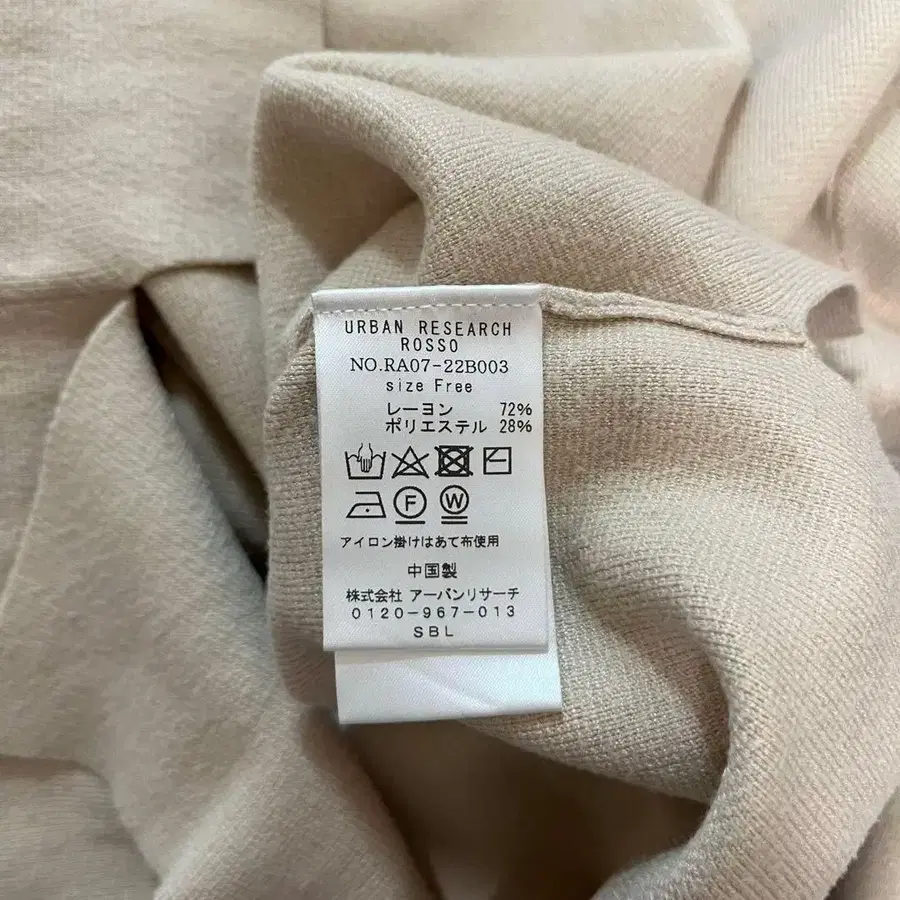 URBAN RESEARCH
ROSSO
NO.RA07-22B003
size Free
レーヨン 72%
ポリエステル 28%
F W
アイロン掛けはあて布使用
中国製
株式会社 アーバンリサーチ
0120-967-013
SBL